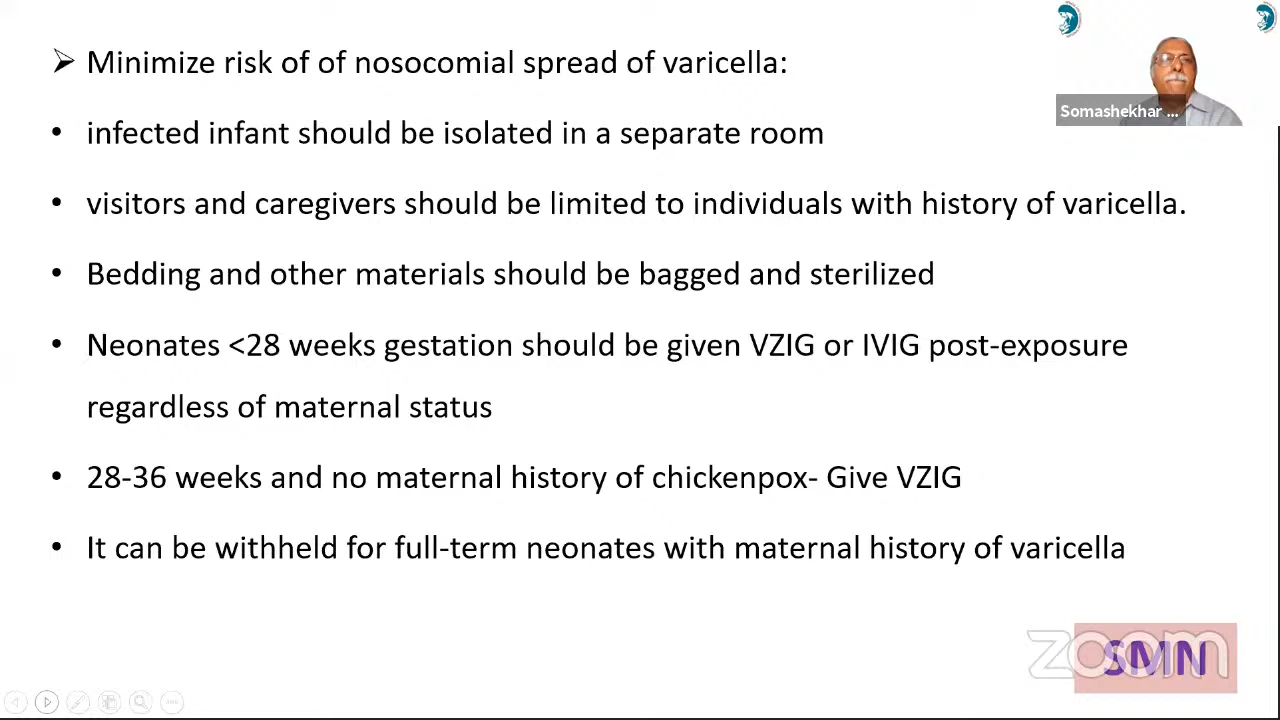 ➢ Minimize risk of of nosocomial spread of varicella:
• infected infant should be isolated in a separate room
• visitors and caregivers should be limited to individuals with history of varicella.
• Bedding and other materials should be bagged and sterilized
• Neonates <28 weeks gestation should be given VZIG or IVIG post-exposure
regardless of maternal status
• 28-36 weeks and no maternal history of chickenpox- Give VZIG
• It can be withheld for full-term neonates with maternal history of varicella
Somashekhar ...
zoom
SMN